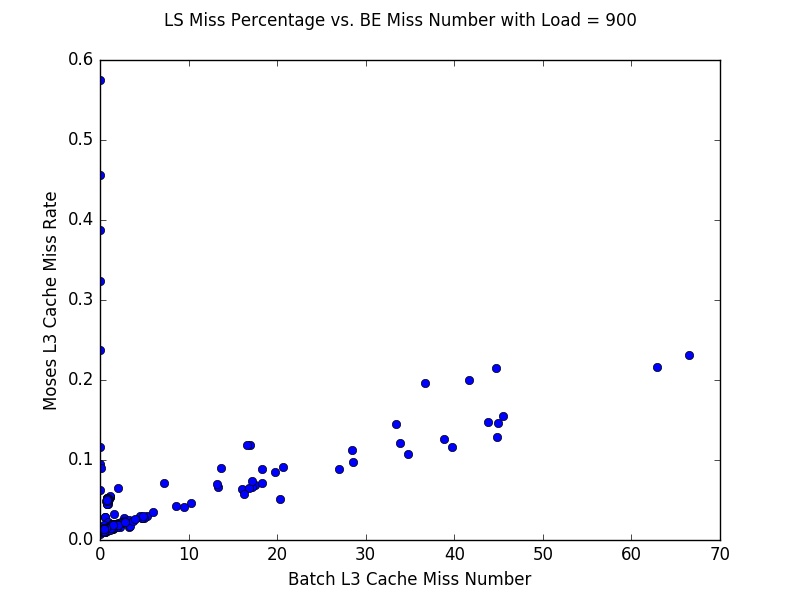 LS Miss Percentage vs. BE Miss Number with Load = 900
0.6
0.5
0.4
0.3
0.2
0.1
0.0
Moses L3 Cache Miss Rate
0 10 20 30 40 50 60 70
Batch L3 Cache Miss Number